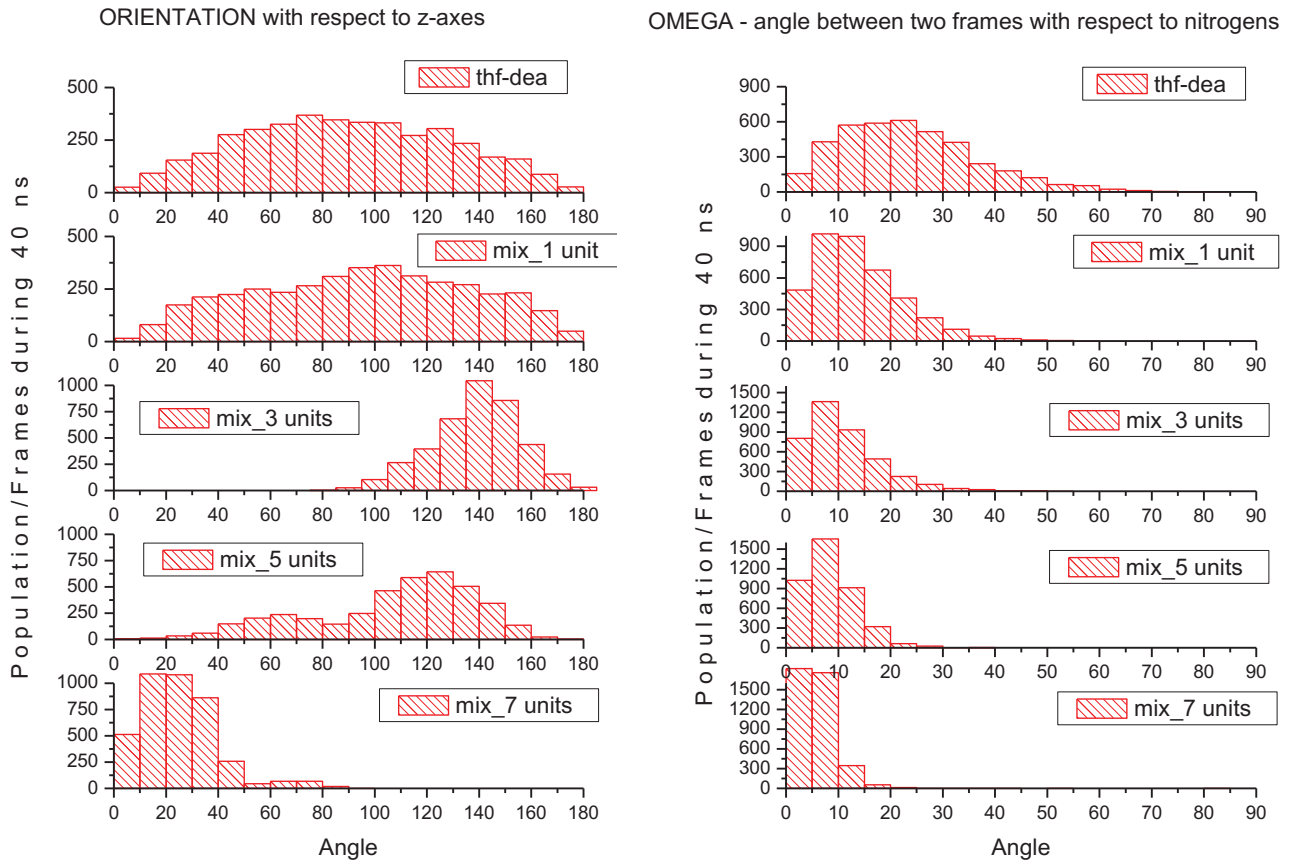 ORIENTATION with respect to z-axes
OMEGA - angle between two frames with respect to nitrogens
Population/Frames during 40 ns
500
250
0
thf-dea
0 20 40 60 80 100 120 140 160 180
500
250
0
mix_1 unit
0 20 40 60 80 100 120 140 160 180
1000
750
500
250
0
mix_3 units
0 20 40 60 80 100 120 140 160 180
1000
750
500
250
0
mix_5 units
0 20 40 60 80 100 120 140 160 180
1000
750
500
250
0
mix_7 units
0 20 40 60 80 100 120 140 160 180
Angle
Population/Frames during 40 ns
900
600
300
0
thf-dea
0 10 20 30 40 50 60 70 80 90
900
600
300
0
mix_1 unit
0 10 20 30 40 50 60 70 80 90
1500
1200
900
600
300
0
mix_3 units
0 10 20 30 40 50 60 70 80 90
1500
1200
900
600
300
0
mix_5 units
0 10 20 30 40 50 60 70 80 90
1500
1200
900
600
300
0
mix_7 units
0 10 20 30 40 50 60 70 80 90
Angle